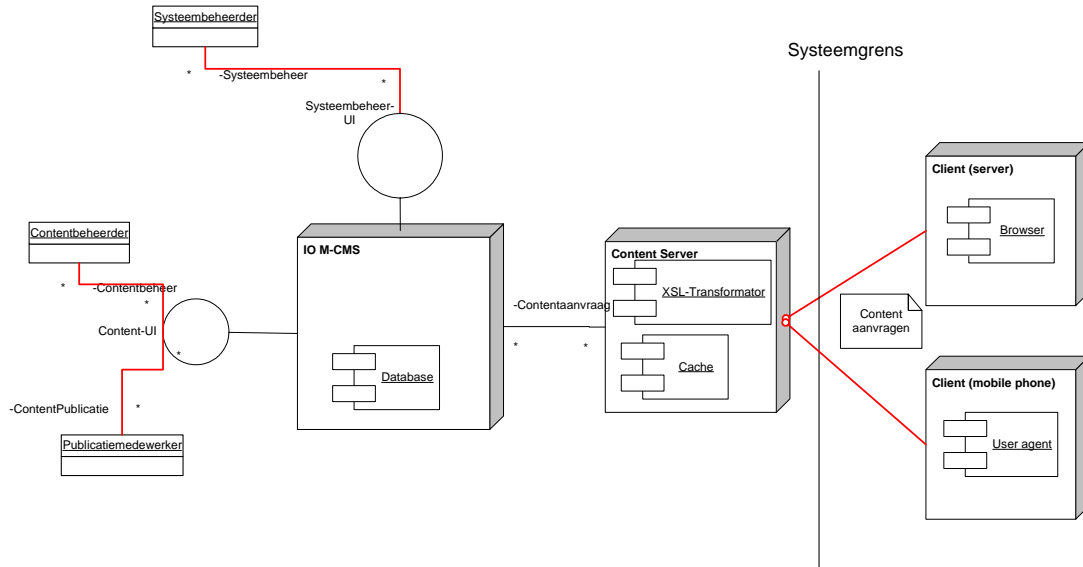 Systeembeheerder
*
-Systeembeheer
*
Systeembeheer-
UI
Systeemgrens
Contentbeheerder
*
-Contentbeheer
*
Content-UI
*
-ContentPublicatie
*
Publicatiemedewerker
IO M-CMS
Database
-Contentaanvraag
*
*
Content Server
XSL-Transformator
Cache
Client (server)
Browser
Content
aanvragen
Client (mobile phone)
User agent